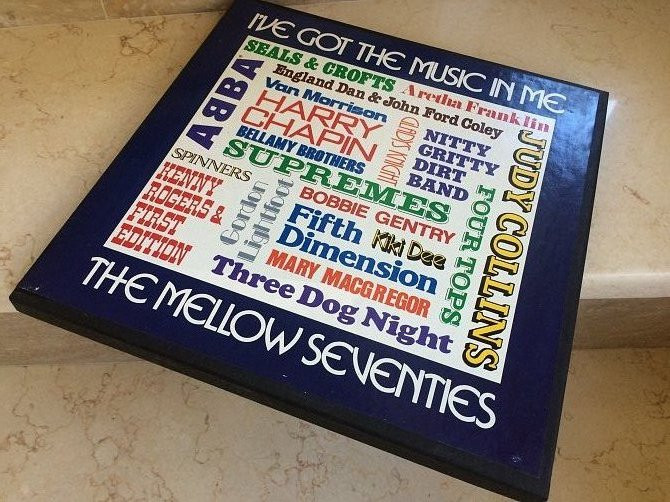 I'VE GOT THE MUSIC IN ME
ABBA
SEALS & CROFTS
Aretha Franklin
England Dan & John Ford Coley
Van Morrison
HARRY
CHAPIN
GLADYS KNIGHT
NITTY
GRITTY
DIRT
BAND
JUDY COLLINS
BELLAMY BROTHERS
SPINNERS
SUPREMES
KENNY
ROGERS &
FIRST
EDITION
Gordon
Lightfoot
BOBBIE GENTRY
Fifth
Dimension
Kiki Dee
FOUR TOPS
MARY MACGREGOR
Three Dog Night
THE MELLOW SEVENTIES